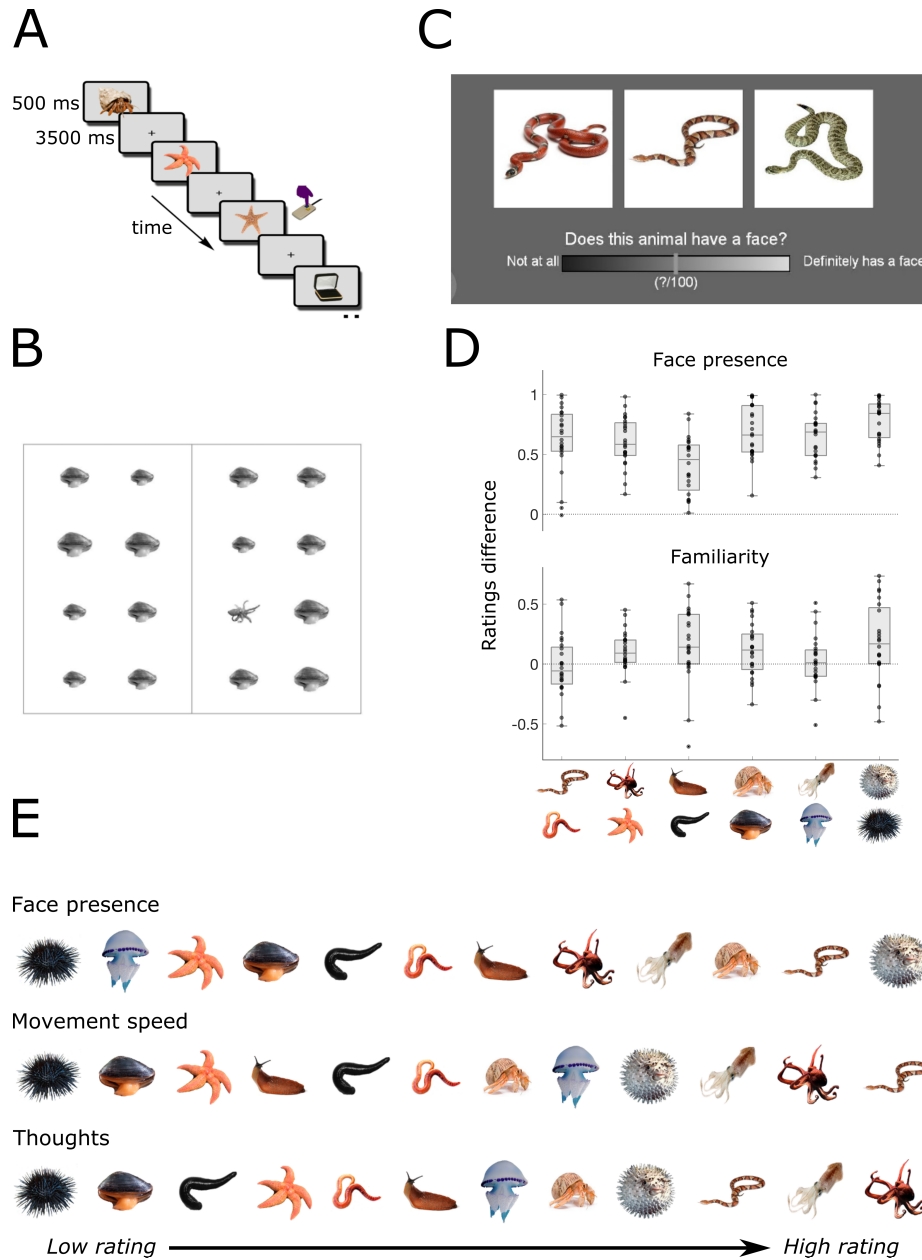 A
500 ms
3500 ms
time
B
C
Does this animal have a face?
Not at all
Definitely has a face
(?/100)
D
Face presence
1
0.5
0
Ratings difference
Familiarity
0.5
0
-0.5
E
Face presence
Movement speed
Thoughts
Low rating
High rating